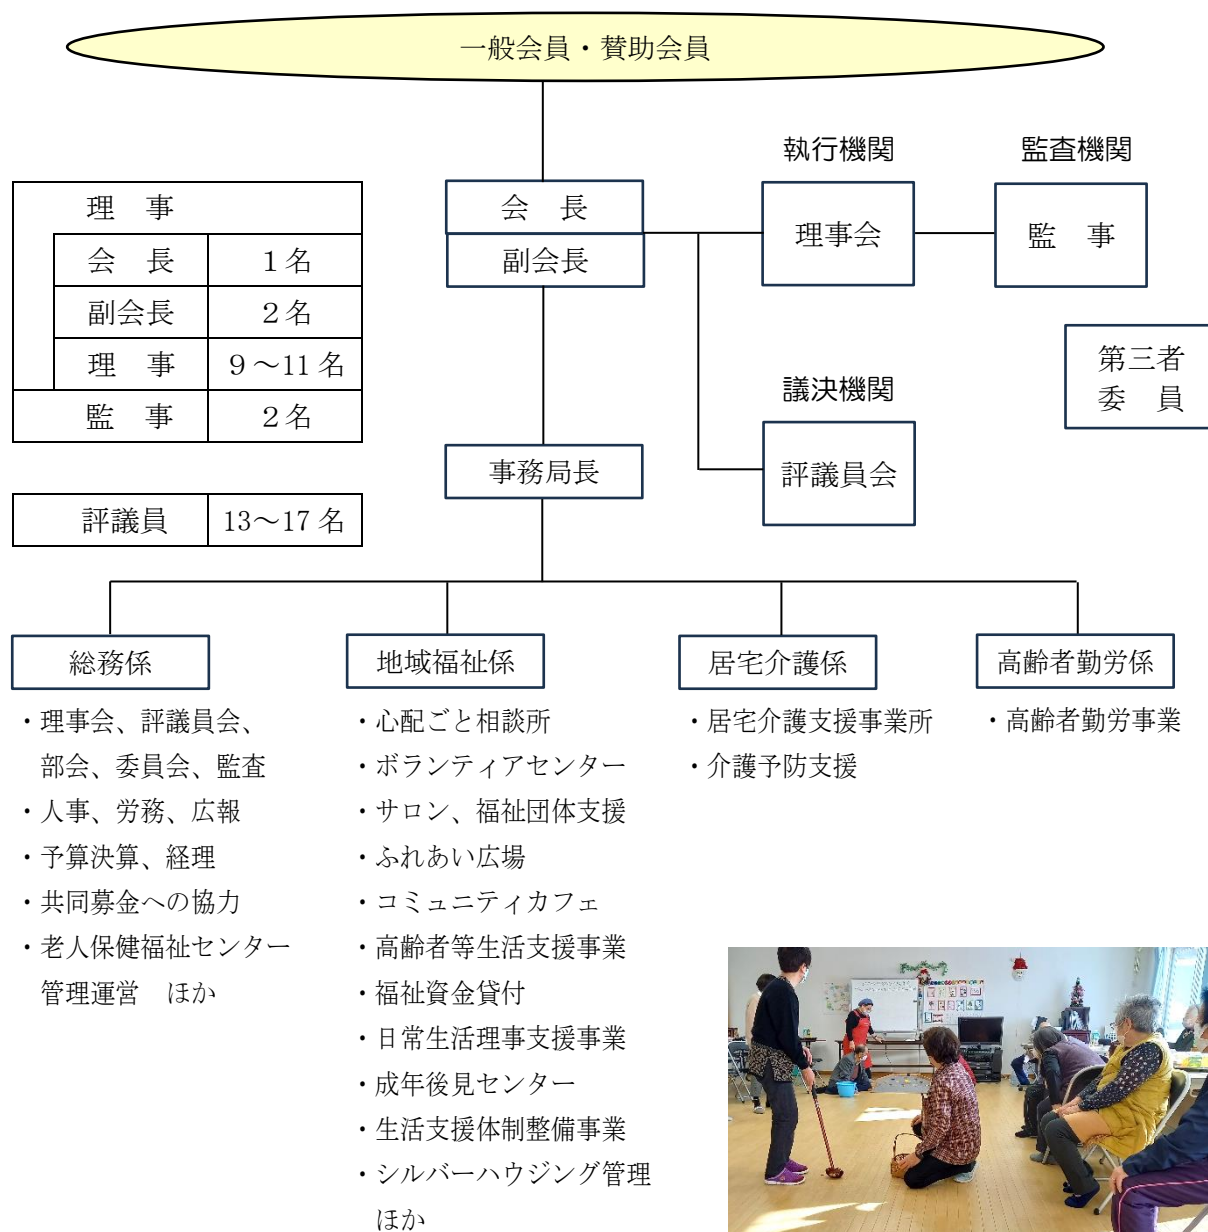 一般会員・賛助会員
執行機関
監査機関
会　長
副会長
理事会
監　事
理　事
会　長 １名
副会長 ２名
理　事 ９～11名
監　事 ２名
第三者
委　員
議決機関
評議員会
事務局長
評議員 13～17名
総務係
・理事会、評議員会、
部会、委員会、監査
・人事、労務、広報
・予算決算、経理
・共同募金への協力
・老人保健福祉センター
管理運営　ほか
地域福祉係
・心配ごと相談所
・ボランティアセンター
・サロン、福祉団体支援
・ふれあい広場
・コミュニティカフェ
・高齢者等生活支援事業
・福祉資金貸付
・日常生活理事支援事業
・成年後見センター
・生活支援体制整備事業
・シルバーハウジング管理
ほか
居宅介護係
・居宅介護支援事業所
・介護予防支援
高齢者勤労係
・高齢者勤労事業